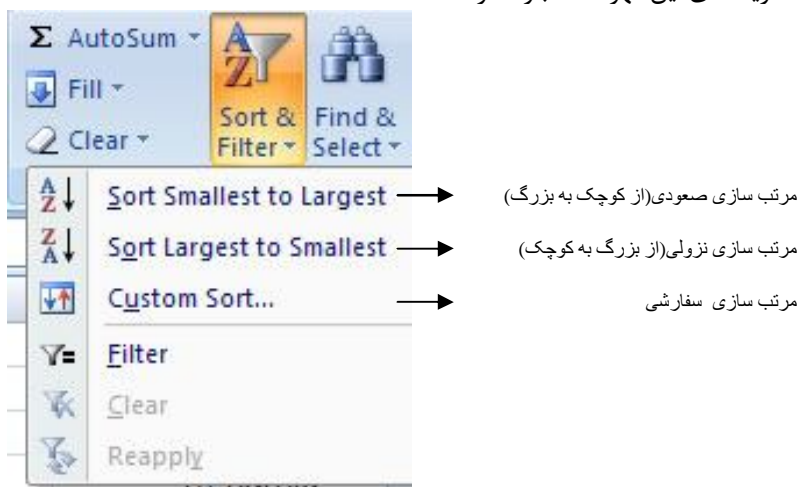 Σ AutoSum
Fill
Clear
Sort & Filter
Find & Select
Sort Smallest to Largest
مرتب سازی صعودی(از کوچک به بزرگ)
Sort Largest to Smallest
مرتب سازی نزولی(از بزرگ به کوچک)
Custom Sort...
مرتب سازی سفارشی
Filter
Clear
Reapply